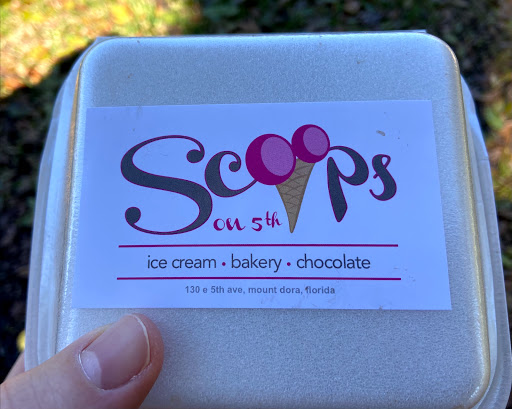 Scoops
on 5th
ice cream • bakery • chocolate
130 e 5th ave, mount dora, florida